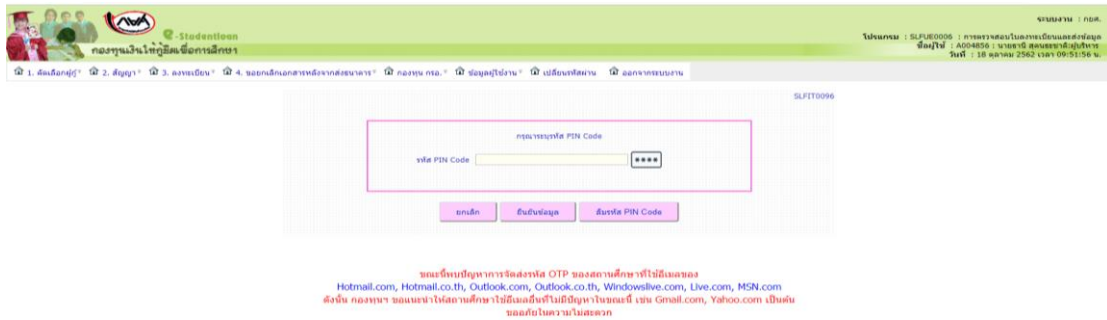 ระบบงาน : กยศ.
e-Studentloan
กองทุนเงินให้กู้ยืมเพื่อการศึกษา
โปรแกรม : SLFUE0006 : การตรวจสอบใบลงทะเบียนและส่งข้อมูล
ชื่อผู้ใช้ : A004856 : นายธานี
วันที่ : 18 ตุลาคม 2562 เวลา 09:51:56 น.
1. คัดเลือกผู้กู้ 2. สัญญา 3. ลงทะเบียน 4. ขอยกเลิกเอกสารหลังจากส่งธนาคาร กองทุน กรอ. ข้อมูลผู้ใช้งาน เปลี่ยนรหัสผ่าน ออกจากระบบงาน
SLFIT0096
กรุณาระบุรหัส PIN Code
รหัส PIN Code ****
ยกเลิก ยืนยันข้อมูล ลืมรหัส PIN Code
ขณะนี้พบปัญหาการจัดส่งรหัส OTP ของสถานศึกษาที่ใช้อีเมลของ
Hotmail.com, Hotmail.co.th, Outlook.com, Outlook.co.th, Windowslive.com, Live.com, MSN.com
ดังนั้น กองทุนฯ ขอแนะนำให้สถานศึกษาใช้อีเมลอื่นที่ไม่มีปัญหาในขณะนี้ เช่น Gmail.com, Yahoo.com เป็นต้น
ขออภัยในความไม่สะดวก